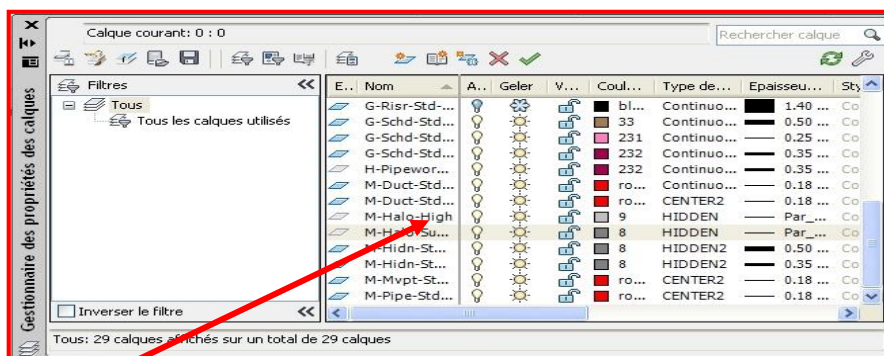 Calque courant: 0 : 0
Rechercher calque
Gestionnaire des propriétés des calques
Filtres
Tous
Tous les calques utilisés
Inverser le filtre
E.. Nom A.. Geler V... Coul... Type de... Epaisseu... Sty
G-Risr-Std-... bl... Continuo... 1.40 ... Co
G-Schd-Std... 33 Continuo... 0.50 ... Co
G-Schd-Std... 231 Continuo... 0.25 ... Co
G-Schd-Std... 232 Continuo... 0.35 ... Co
H-Pipewor... 232 Continuo... 0.35 ... Co
M-Duct-Std... ro... Continuo... 0.18 ... Co
M-Duct-Std... ro... CENTER2 0.18 ... Co
M-Halo-High 9 HIDDEN Par_... Co
M-Halo-Su... 8 HIDDEN Par_... Co
M-Hidn-St... 8 HIDDEN2 0.50 ... Co
M-Hidn-St... 8 HIDDEN2 0.35 ... Co
M-Mvpt-St... ro... CENTER2 0.18 ... Co
M-Pipe-Std... ro... CENTER2 0.18 ... Co
Tous: 29 calques affichés sur un total de 29 calques